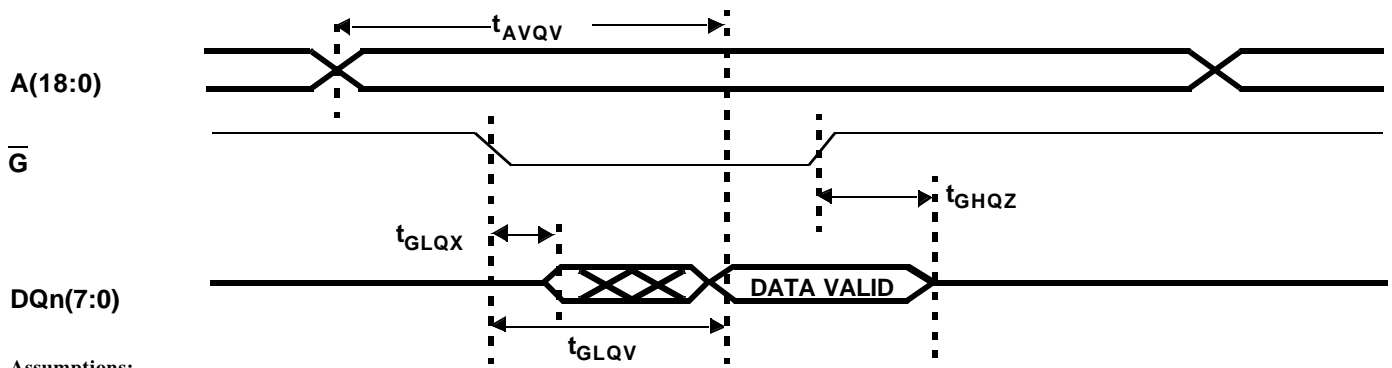 tAVQV
A(18:0)
G
tGHQZ
tGLQX
DQn(7:0)
DATA VALID
tGLQV
Assumptions: